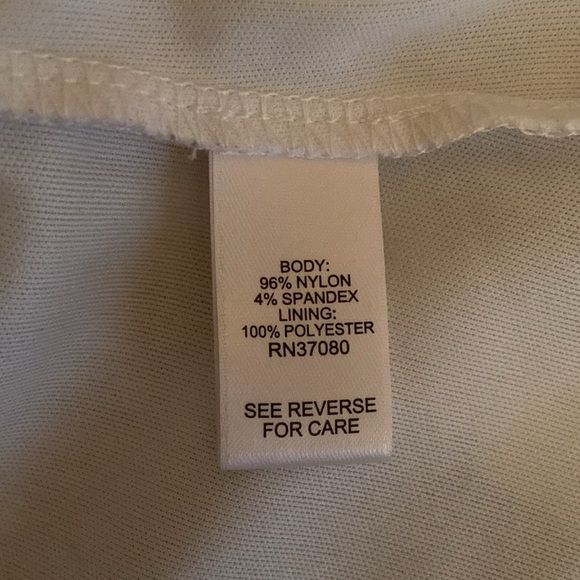 BODY:
96% NYLON
4% SPANDEX
LINING:
100% POLYESTER
RN37080
SEE REVERSE
FOR CARE